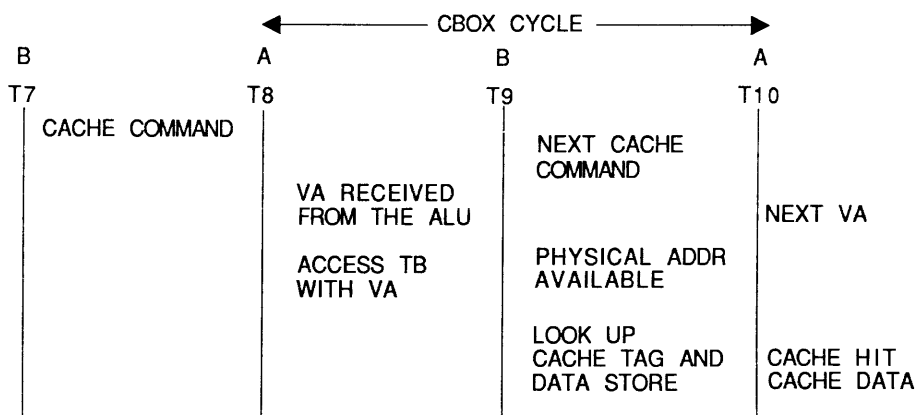 CBOX CYCLE
B A B A
T7 T8 T9 T10
CACHE COMMAND
NEXT CACHE
COMMAND
VA RECEIVED
FROM THE ALU
NEXT VA
ACCESS TB
WITH VA
PHYSICAL ADDR
AVAILABLE
LOOK UP
CACHE TAG AND
DATA STORE
CACHE HIT
CACHE DATA